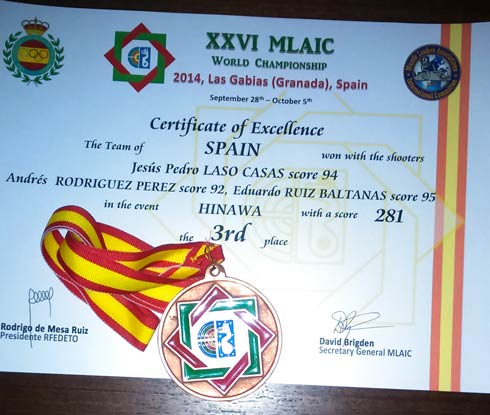 XXVI MLAIC
WORLD CHAMPIONSHIP
2014, Las Gabias (Granada), Spain
September 28th – October 5th
Certificate of Excellence
The Team of SPAIN won with the shooters
Jesús Pedro LASO CASAS score 94
Andrés RODRIGUEZ PEREZ score 92, Eduardo RUIZ BALTANAS score 95
in the event HINAWA with a score 281
the 3rd place
Rodrigo de Mesa Ruiz
Presidente RFEDETO
David Brigden
Secretary General MLAIC